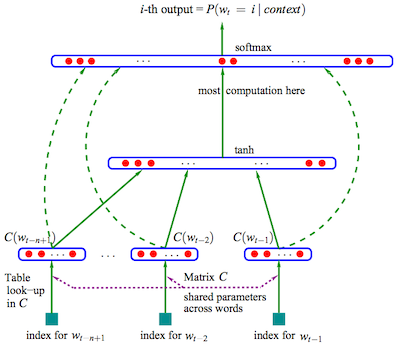 i-th output = P(w_t = i | context)
softmax
. . .
. . .
most computation here
tanh
. . .
. . .
C(w_{t−n+1})
C(w_{t−2})
C(w_{t−1})
. . .
. . .
. . .
. . .
Table
look−up
in C
Matrix C
shared parameters
across words
index for w_{t−n+1}
index for w_{t−2}
index for w_{t−1}